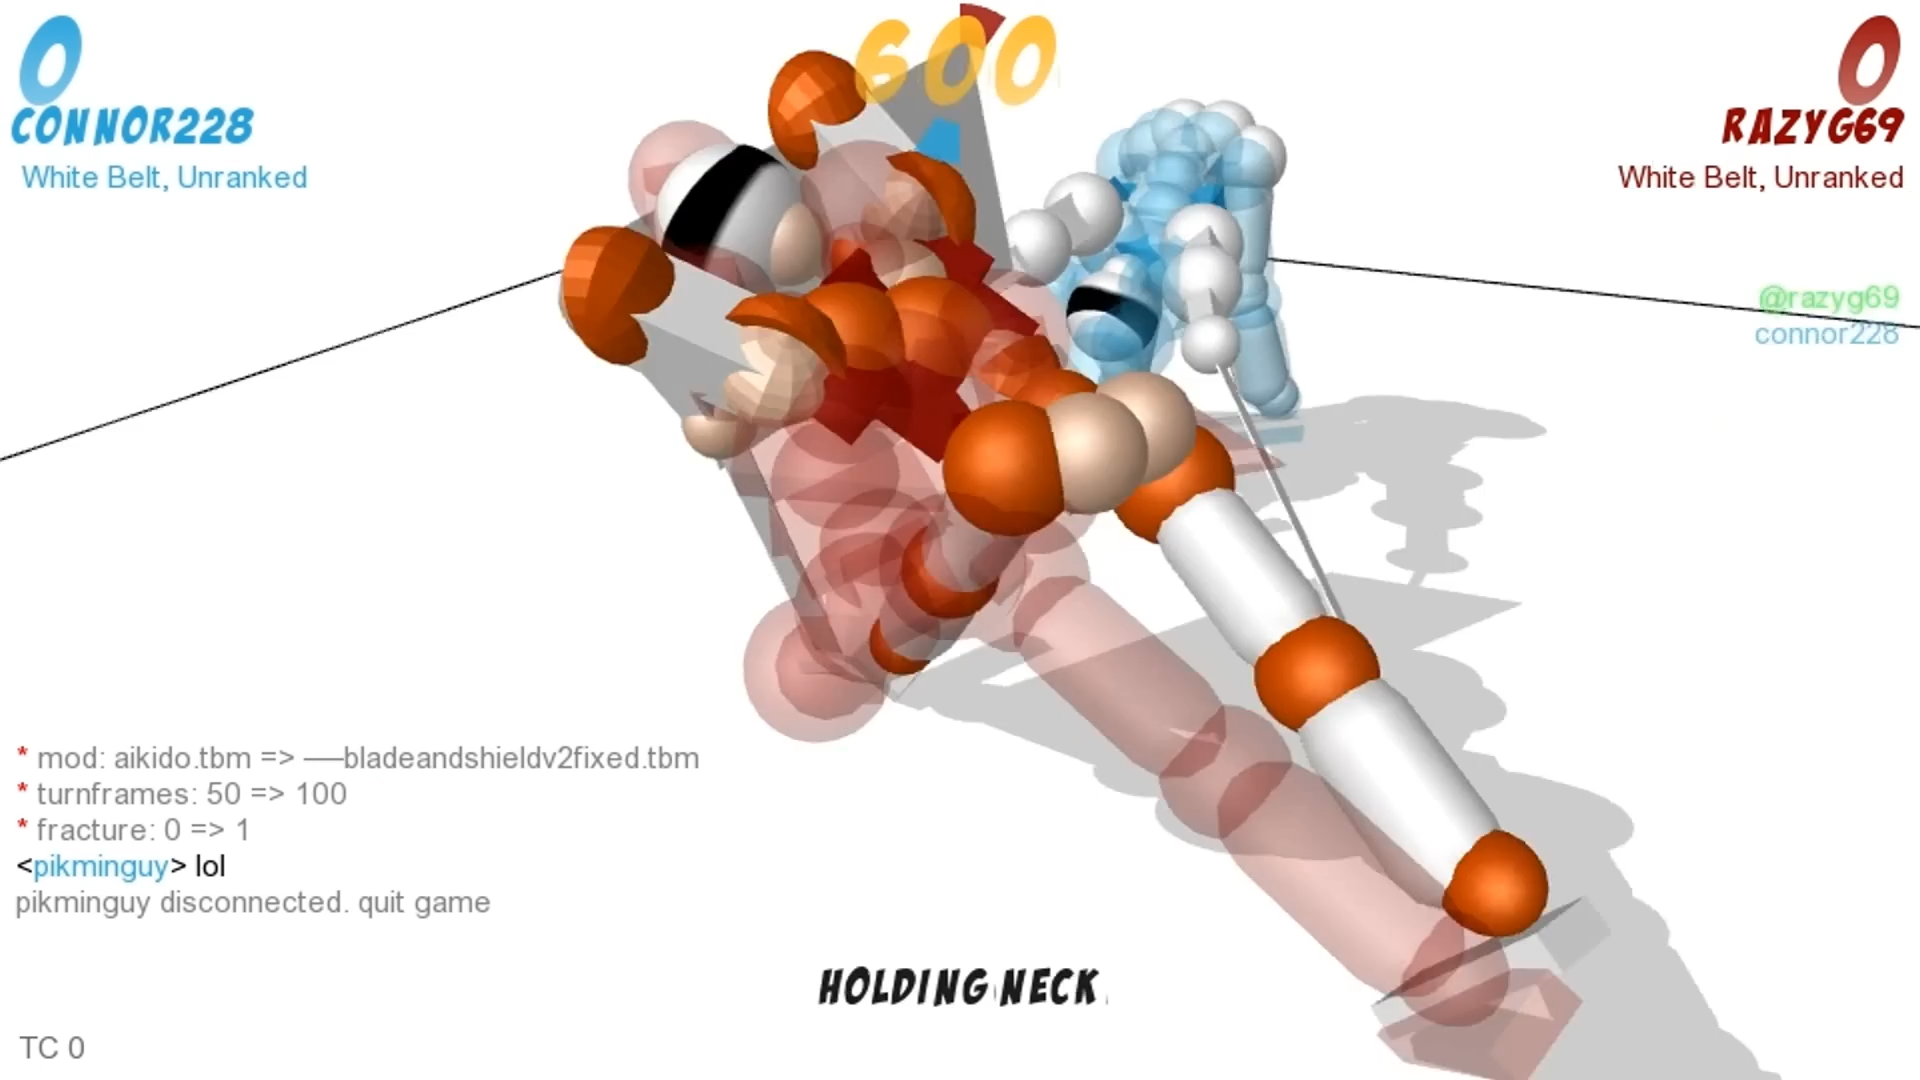 0
600
0
CONNOR228
RAZYG69
White Belt, Unranked
White Belt, Unranked
@razyg69
connor228
* mod: aikido.tbm => —–bladeandshieldv2fixed.tbm
* turnframes: 50 => 100
* fracture: 0 => 1
<pikminguy> lol
pikminguy disconnected. quit game
HOLDING NECK
TC 0